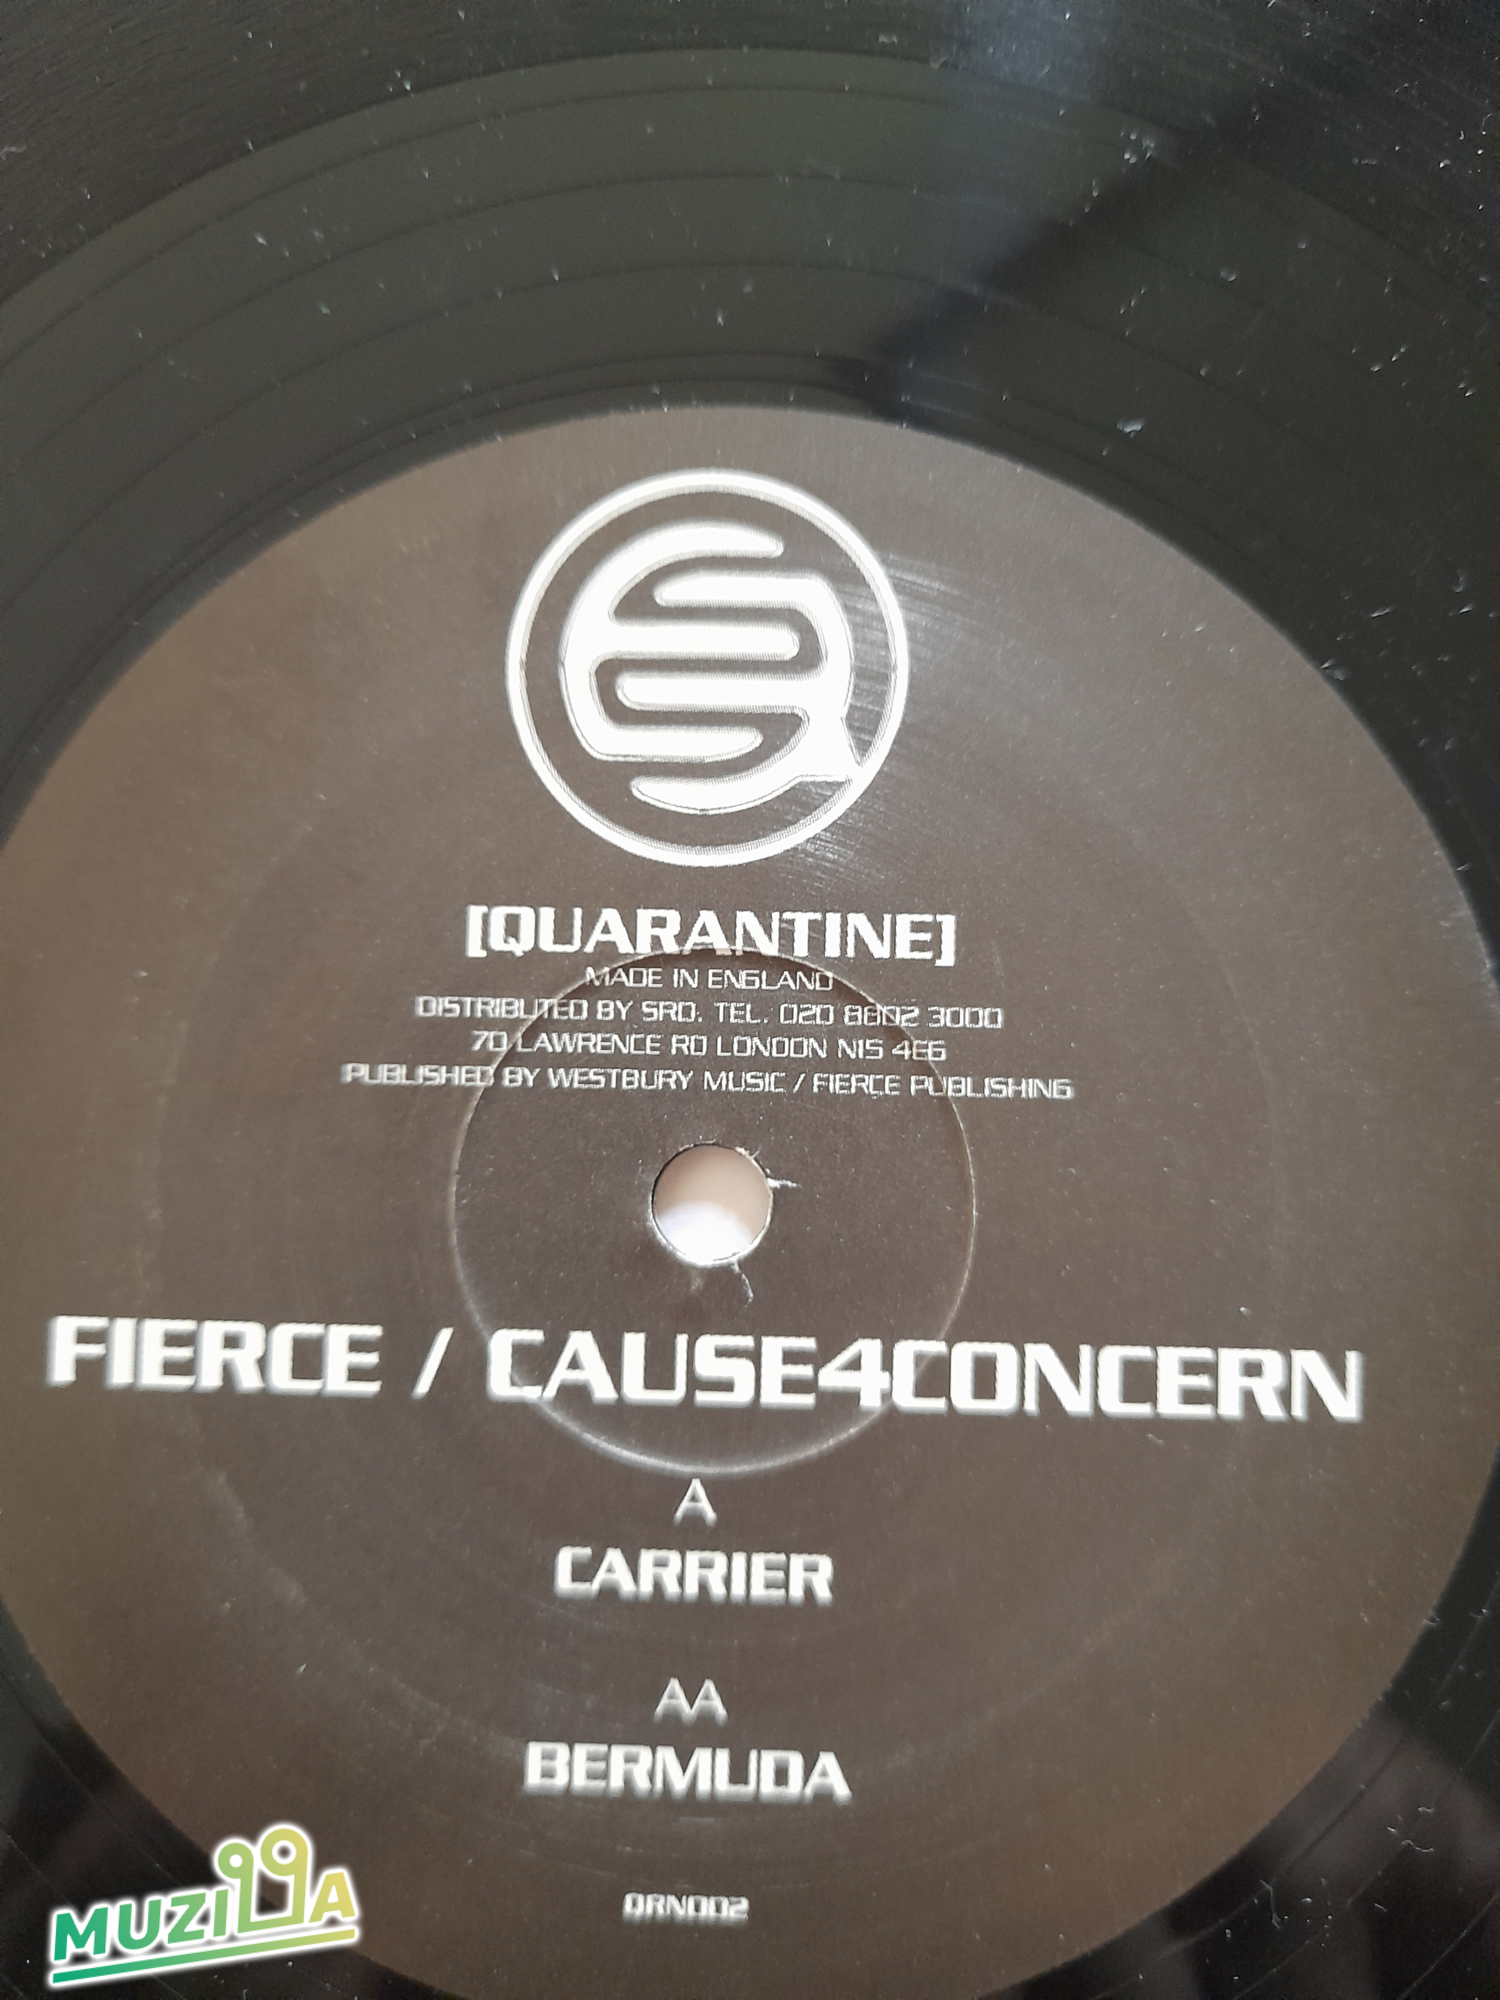 [QUARANTINE]
MADE IN ENGLAND
DISTRIBUTED BY SRD. TEL. 020 8802 3000
70 LAWRENCE RD LONDON N15 4EG
PUBLISHED BY WESTBURY MUSIC / FIERCE PUBLISHING
FIERCE / CAUSE4CONCERN
A
CARRIER
AA
BERMUDA
QRN002
MUZILLA